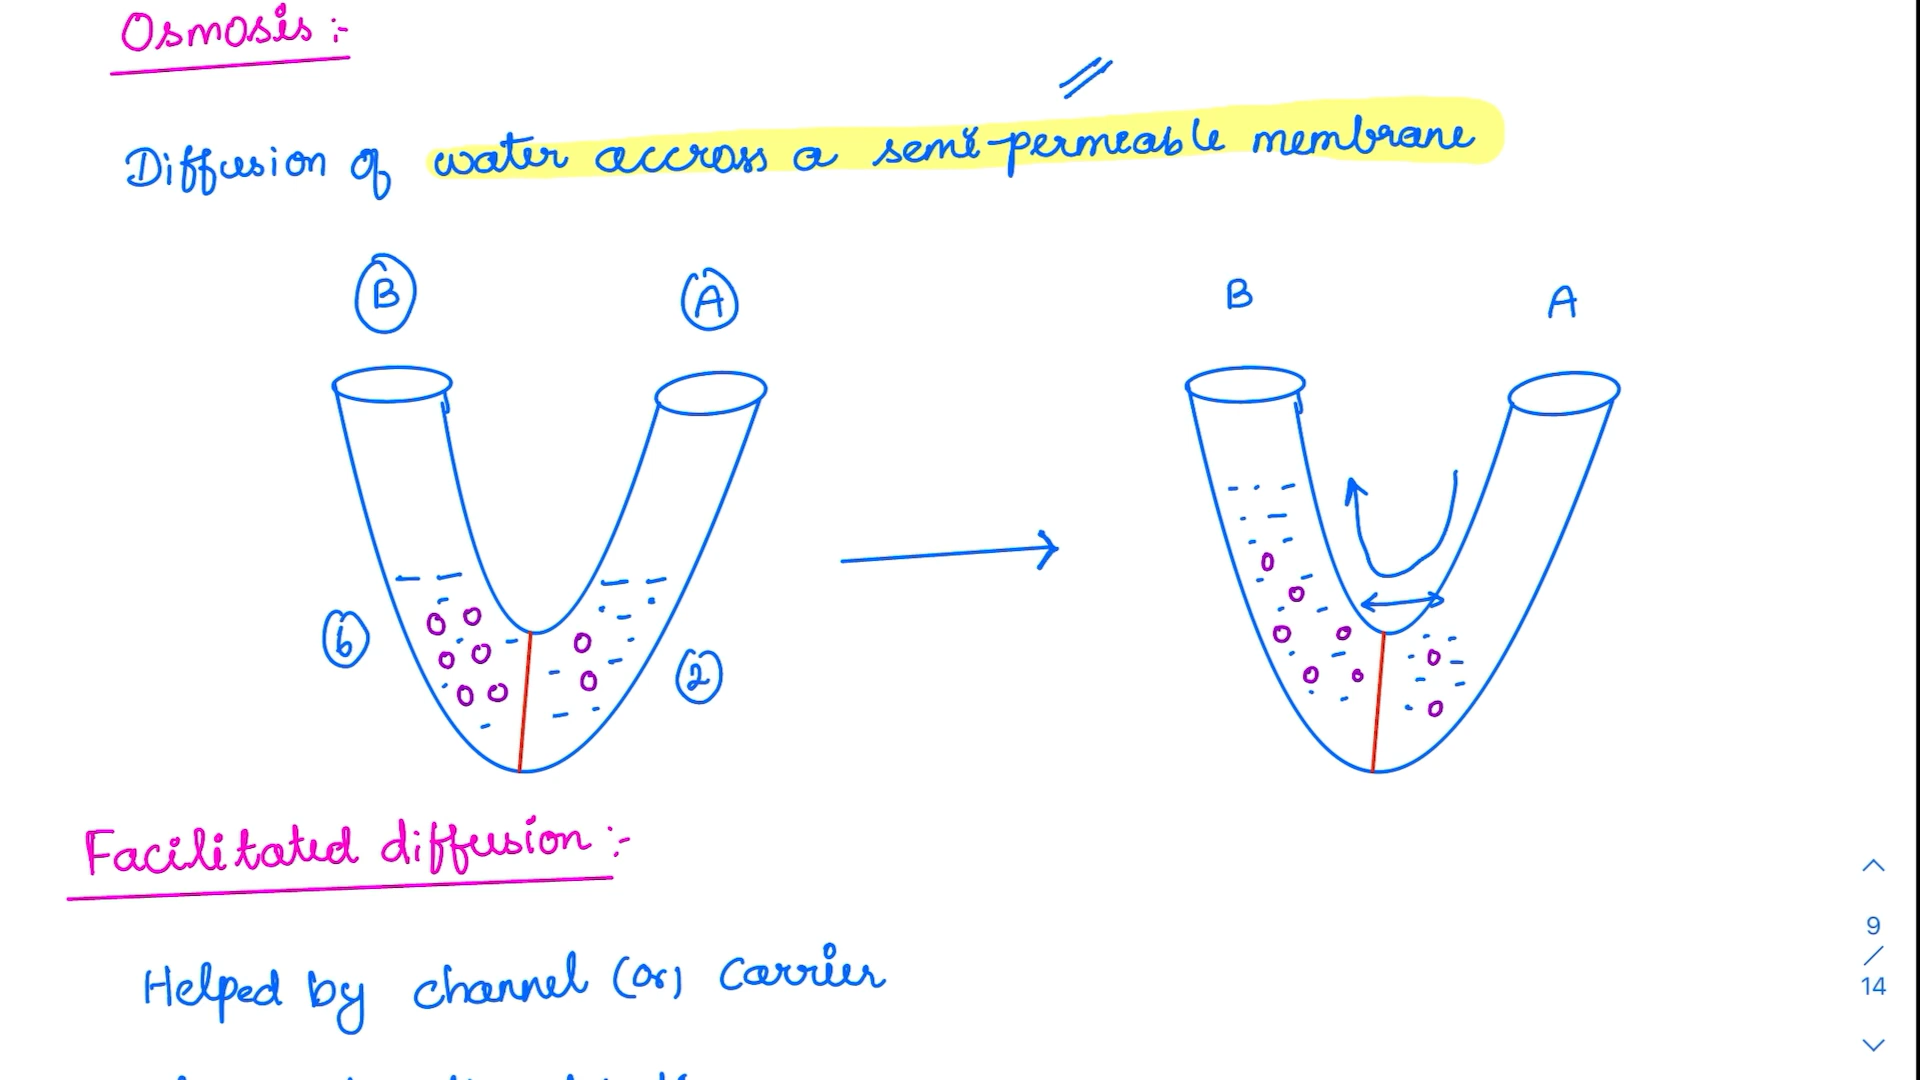 Osmosis :-
Diffusion of water accross a semi-permeable membrane
B A B A
6 2
Facilitated diffusion :-
Helped by channel (or) carrier
9
/
14